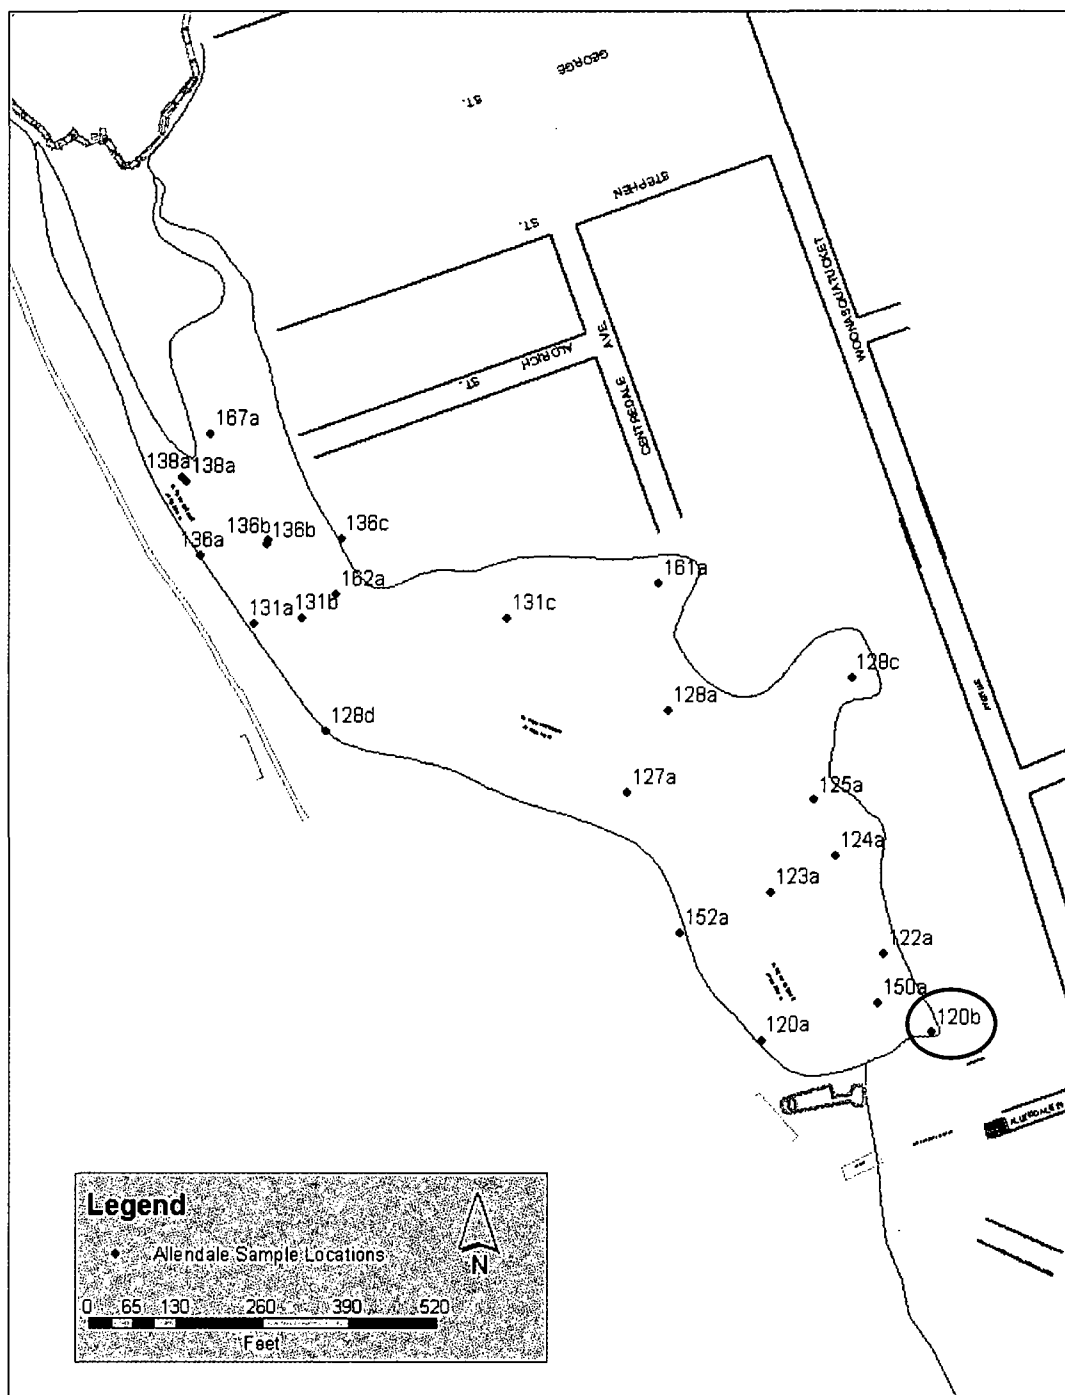 GEORGE
ST.
STEPHEN
ST.
WOONASQUATUCKET
AVE
ALDRICH
ST.
CENTREDALE
167a
138a 138a
136b 136b
136c
136a
162a
161a
131a 131b
131c
128c
128a
128d
127a
125a
124a
123a
152a
122a
150a
120b
120a
Legend
Allendale Sample Locations
N
0 65 130 260 390 520
Feet